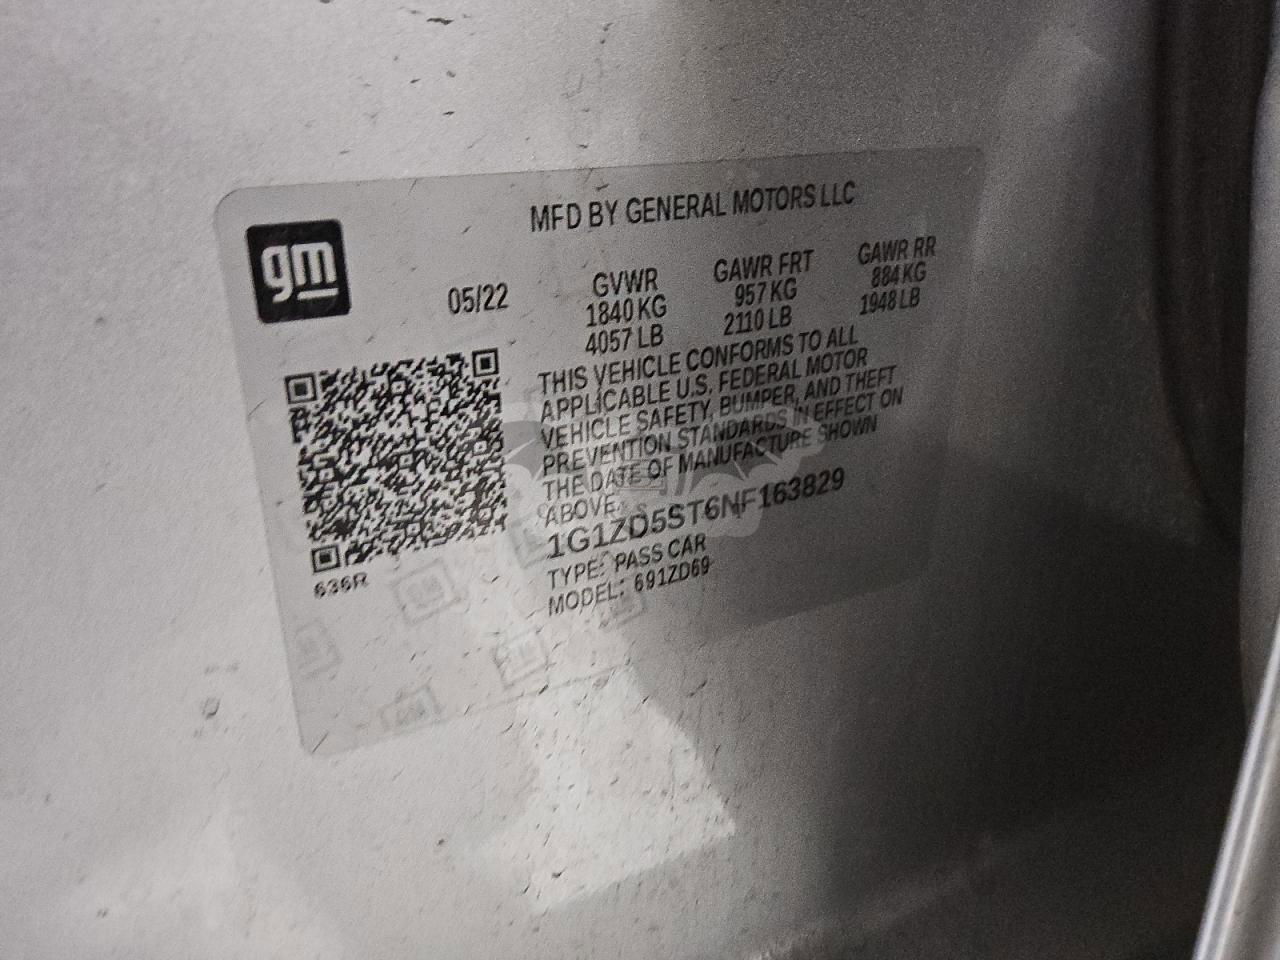 gm
MFD BY GENERAL MOTORS LLC
05/22
GVWR
1840 KG
4057 LB
GAWR FRT
957 KG
2110 LB
GAWR RR
884 KG
1948 LB
THIS VEHICLE CONFORMS TO ALL
APPLICABLE U.S. FEDERAL MOTOR
VEHICLE SAFETY, BUMPER, AND THEFT
PREVENTION STANDARDS IN EFFECT ON
THE DATE OF MANUFACTURE SHOWN
ABOVE.
1G1ZD5ST6NF163829
TYPE: PASS CAR
MODEL: 691ZD69
636R